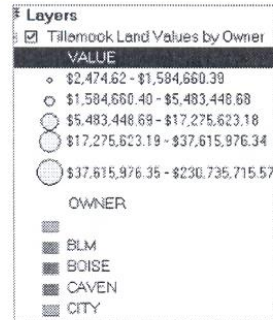 Layers
Tillamook Land Values by Owner
VALUE
$2,474.62 - $1,584,660.39
$1,584,660.40 - $5,483,448.68
$5,483,448.69 - $17,275,623.18
$17,275,623.19 - $37,615,976.34
$37,615,976.35 - $230,735,715.57
OWNER
BLM
BOISE
CAVEN
CITY